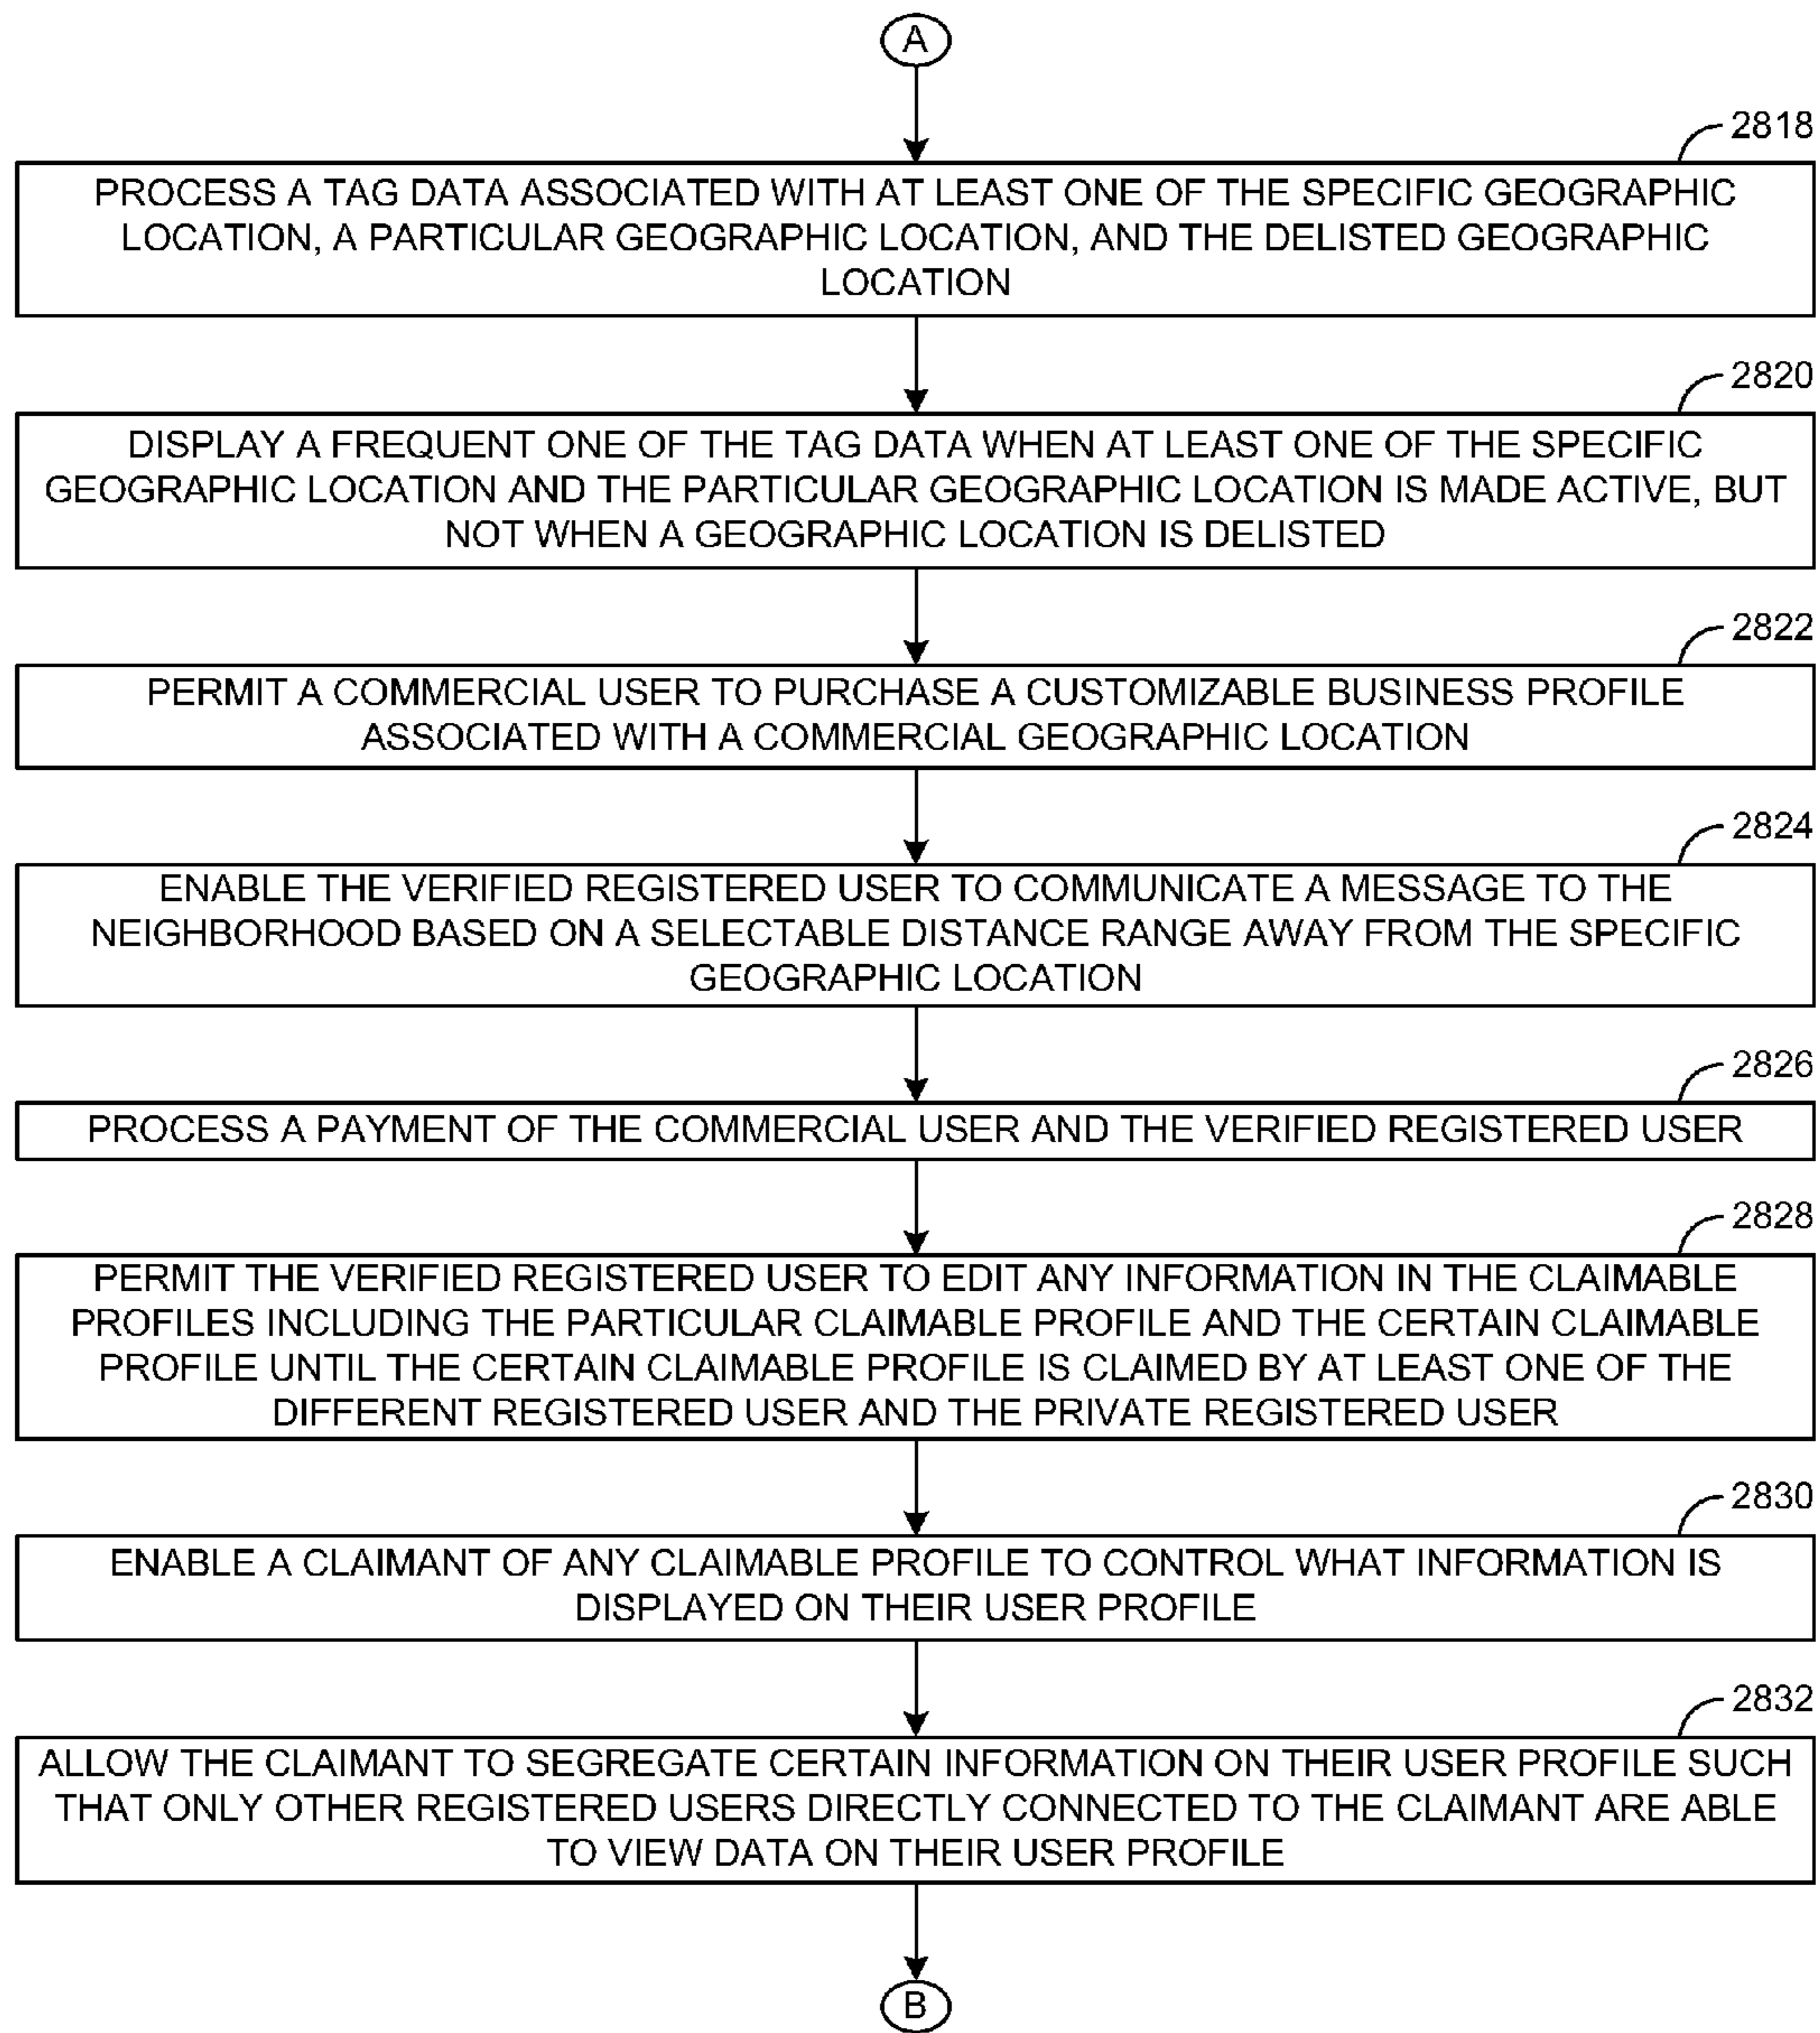 A
2818
PROCESS A TAG DATA ASSOCIATED WITH AT LEAST ONE OF THE SPECIFIC GEOGRAPHIC
LOCATION, A PARTICULAR GEOGRAPHIC LOCATION, AND THE DELISTED GEOGRAPHIC
LOCATION
2820
DISPLAY A FREQUENT ONE OF THE TAG DATA WHEN AT LEAST ONE OF THE SPECIFIC
GEOGRAPHIC LOCATION AND THE PARTICULAR GEOGRAPHIC LOCATION IS MADE ACTIVE, BUT
NOT WHEN A GEOGRAPHIC LOCATION IS DELISTED
2822
PERMIT A COMMERCIAL USER TO PURCHASE A CUSTOMIZABLE BUSINESS PROFILE
ASSOCIATED WITH A COMMERCIAL GEOGRAPHIC LOCATION
2824
ENABLE THE VERIFIED REGISTERED USER TO COMMUNICATE A MESSAGE TO THE
NEIGHBORHOOD BASED ON A SELECTABLE DISTANCE RANGE AWAY FROM THE SPECIFIC
GEOGRAPHIC LOCATION
2826
PROCESS A PAYMENT OF THE COMMERCIAL USER AND THE VERIFIED REGISTERED USER
2828
PERMIT THE VERIFIED REGISTERED USER TO EDIT ANY INFORMATION IN THE CLAIMABLE
PROFILES INCLUDING THE PARTICULAR CLAIMABLE PROFILE AND THE CERTAIN CLAIMABLE
PROFILE UNTIL THE CERTAIN CLAIMABLE PROFILE IS CLAIMED BY AT LEAST ONE OF THE
DIFFERENT REGISTERED USER AND THE PRIVATE REGISTERED USER
2830
ENABLE A CLAIMANT OF ANY CLAIMABLE PROFILE TO CONTROL WHAT INFORMATION IS
DISPLAYED ON THEIR USER PROFILE
2832
ALLOW THE CLAIMANT TO SEGREGATE CERTAIN INFORMATION ON THEIR USER PROFILE SUCH
THAT ONLY OTHER REGISTERED USERS DIRECTLY CONNECTED TO THE CLAIMANT ARE ABLE
TO VIEW DATA ON THEIR USER PROFILE
B